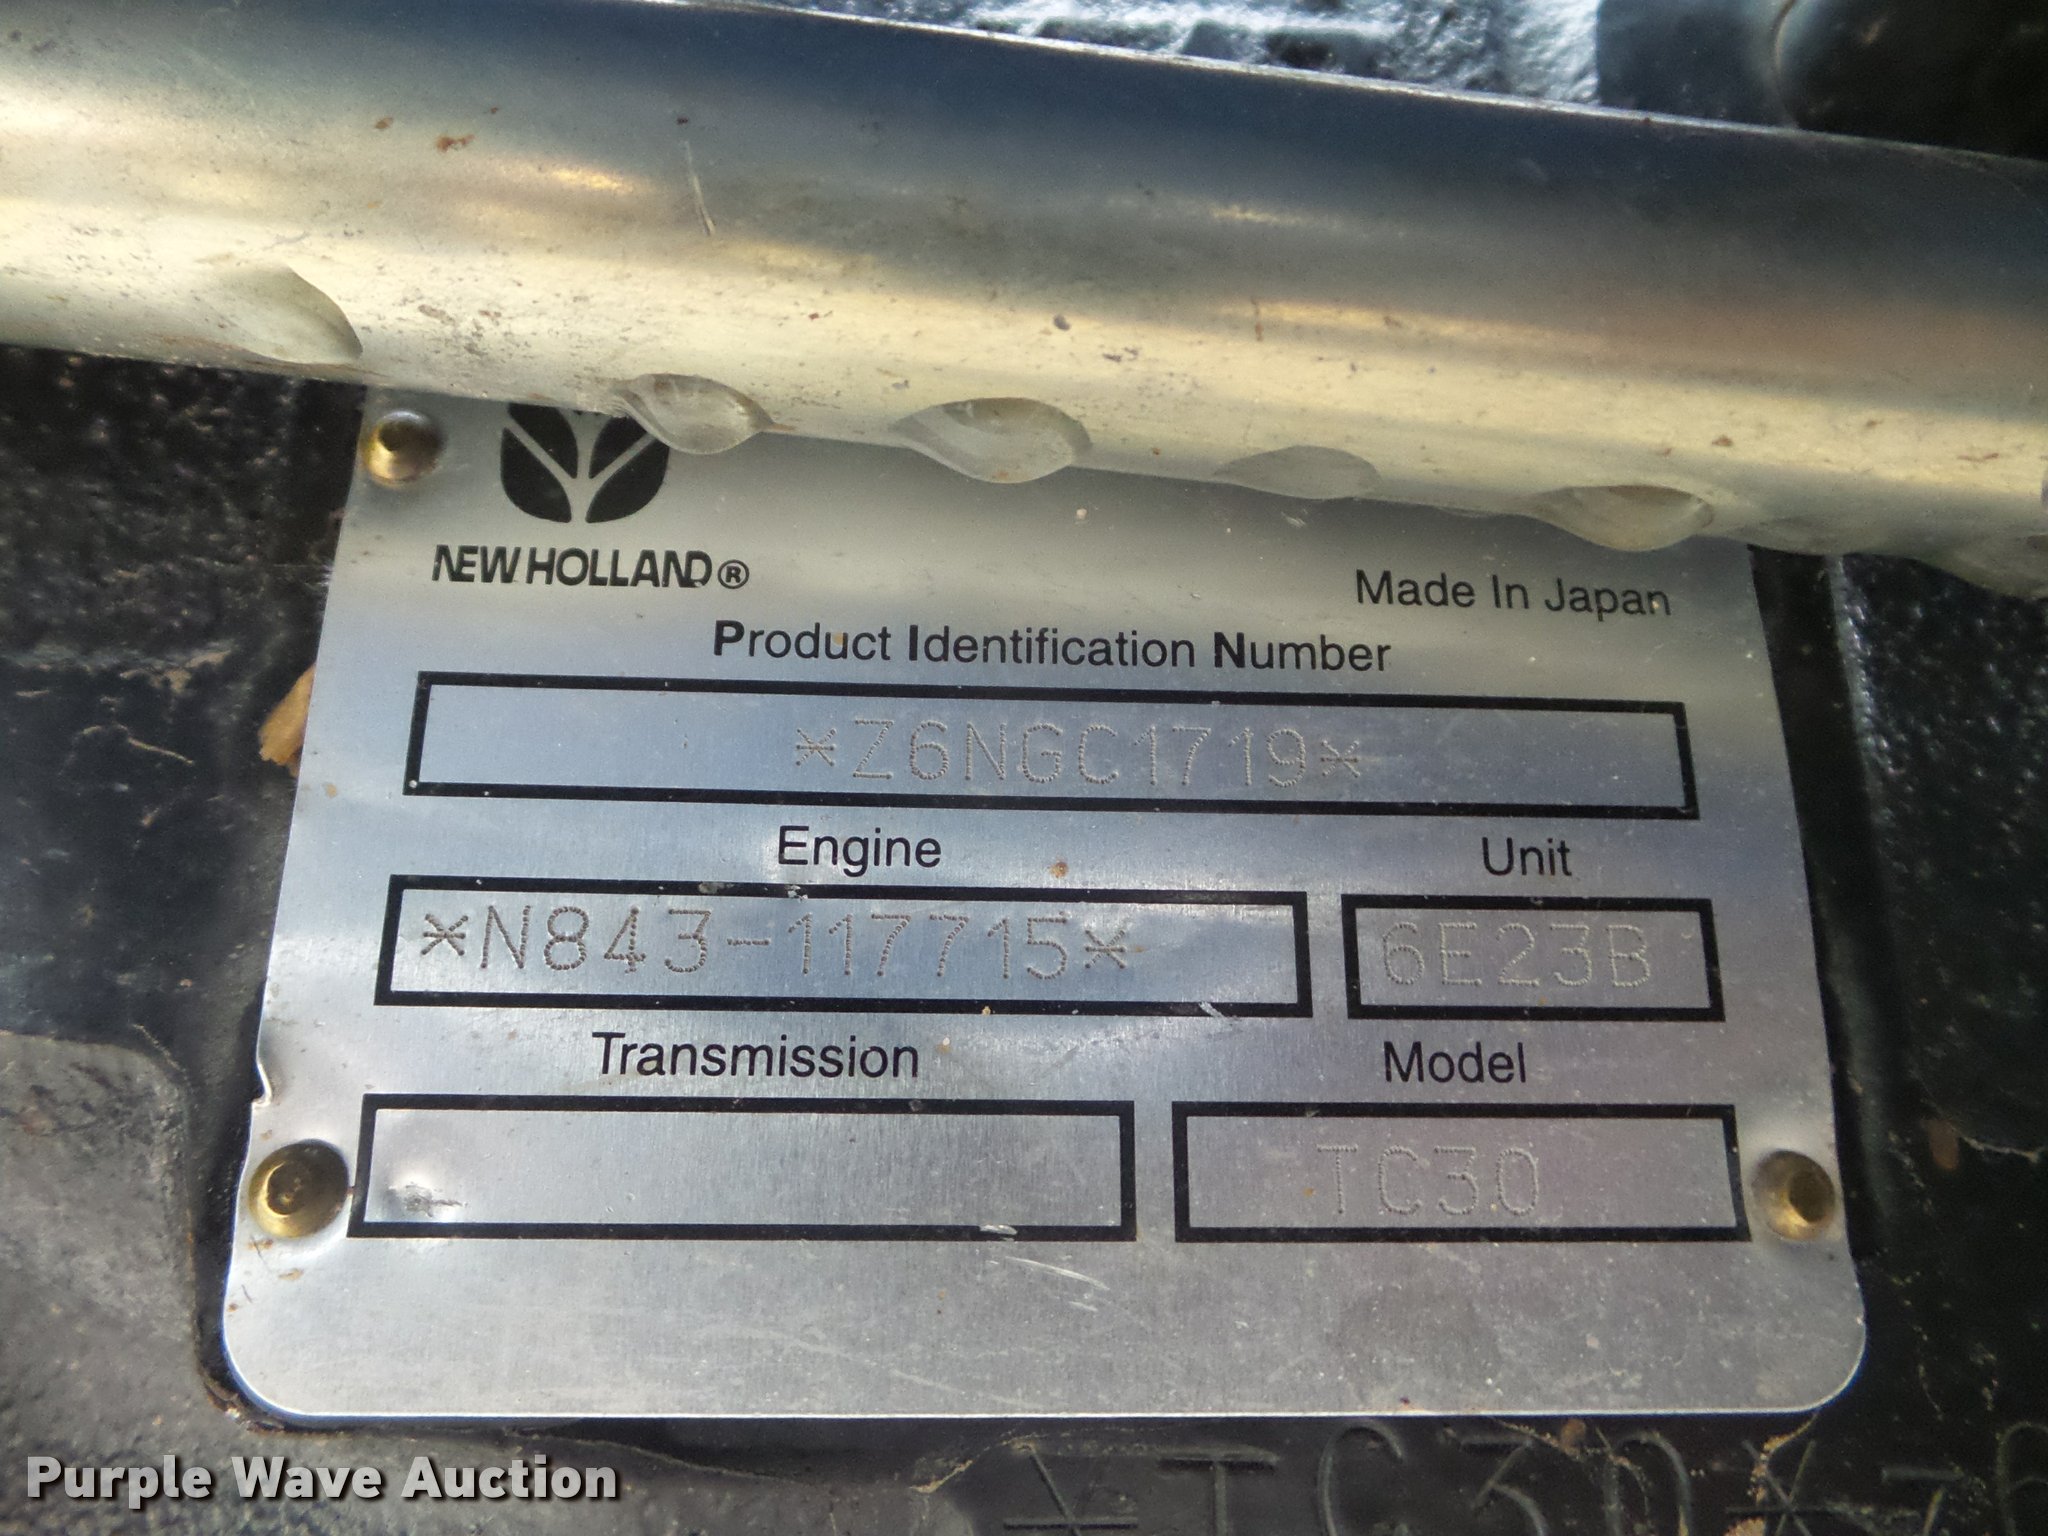 NEW HOLLAND®
Made In Japan
Product Identification Number
*Z6NGC1719*
Engine
Unit
*N843-117715*
6E23B
Transmission
Model
TC30
*TC30*
Purple Wave Auction